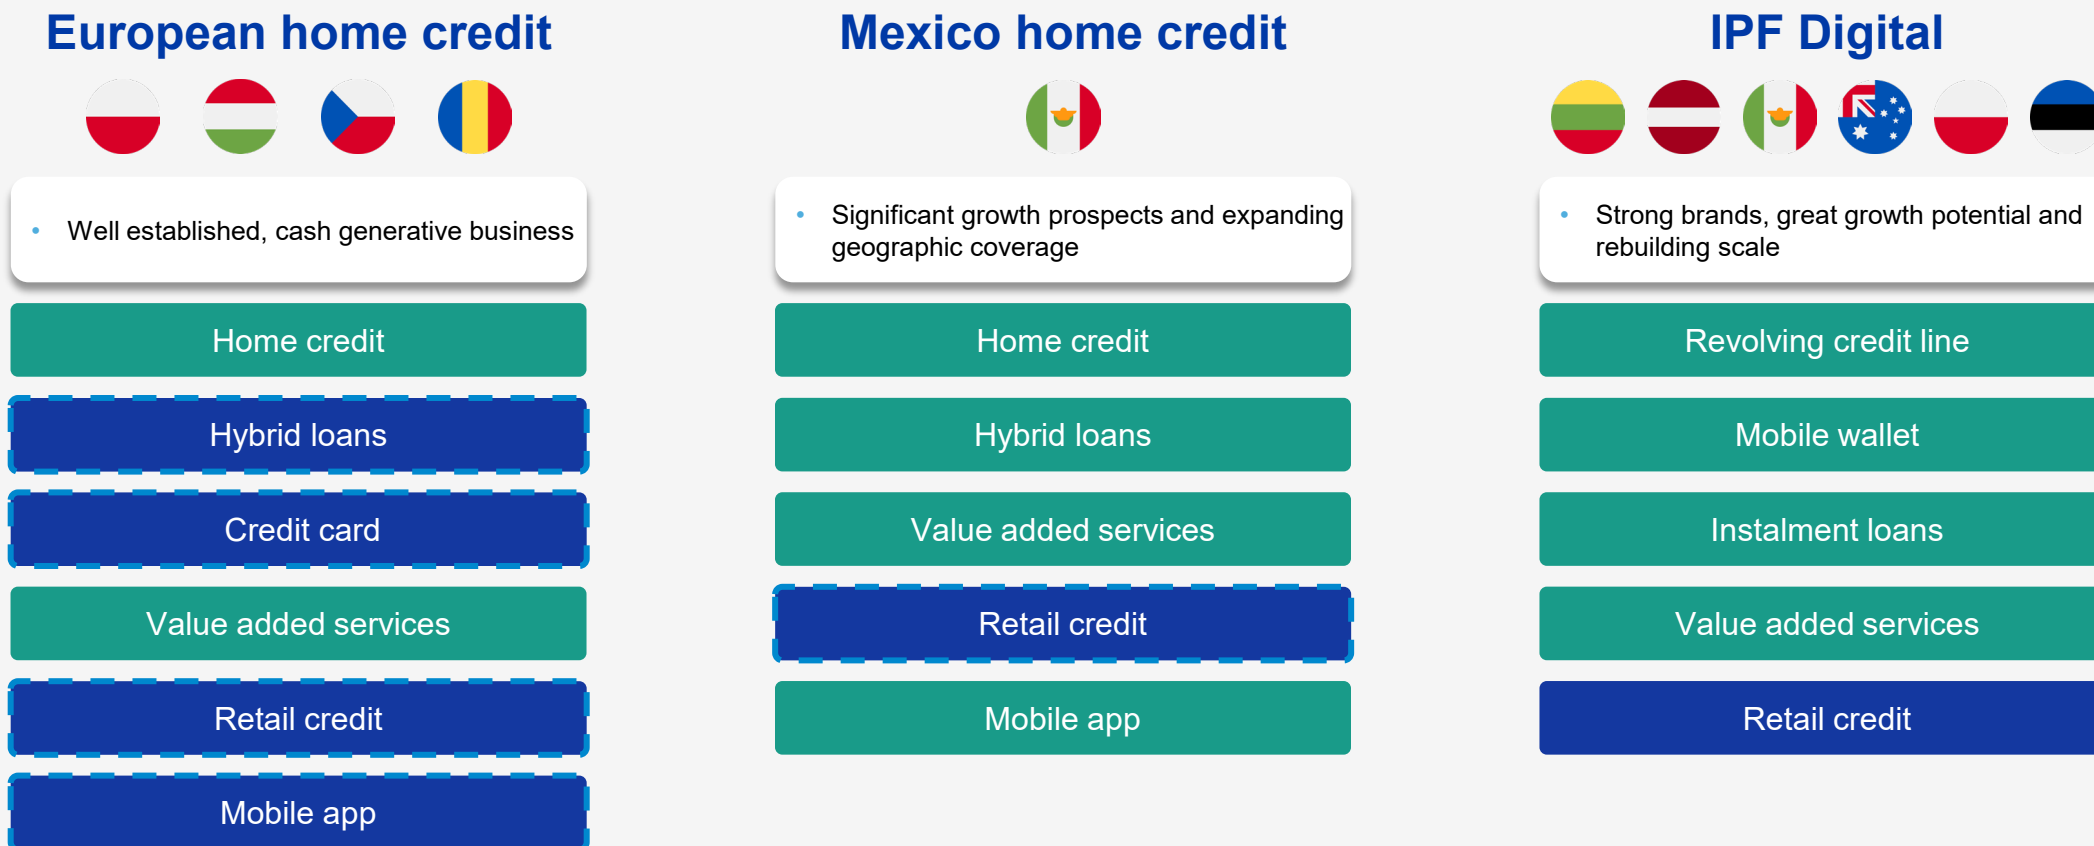 European home credit
• Well established, cash generative business
Home credit
Hybrid loans
Credit card
Value added services
Retail credit
Mobile app
Mexico home credit
• Significant growth prospects and expanding
geographic coverage
Home credit
Hybrid loans
Value added services
Retail credit
Mobile app
IPF Digital
• Strong brands, great growth potential and
rebuilding scale
Revolving credit line
Mobile wallet
Instalment loans
Value added services
Retail credit